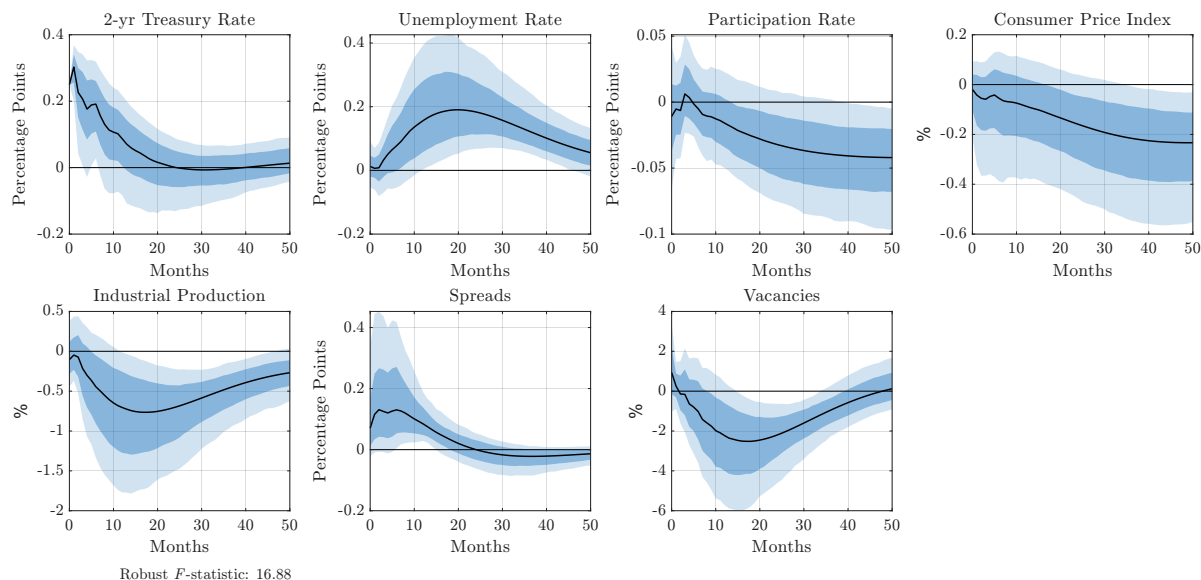 2-yr Treasury Rate
Percentage Points
0.4
0.2
0
-0.2
0 10 20 30 40 50
Months
Unemployment Rate
Percentage Points
0.4
0.2
0
-0.2
0 10 20 30 40 50
Months
Participation Rate
Percentage Points
0.05
0
-0.05
-0.1
0 10 20 30 40 50
Months
Consumer Price Index
%
0.2
0
-0.2
-0.4
-0.6
0 10 20 30 40 50
Months
Industrial Production
%
0.5
0
-0.5
-1
-1.5
-2
0 10 20 30 40 50
Months
Spreads
Percentage Points
0.4
0.2
0
-0.2
0 10 20 30 40 50
Months
Vacancies
%
4
2
0
-2
-4
-6
0 10 20 30 40 50
Months
Robust F-statistic: 16.88